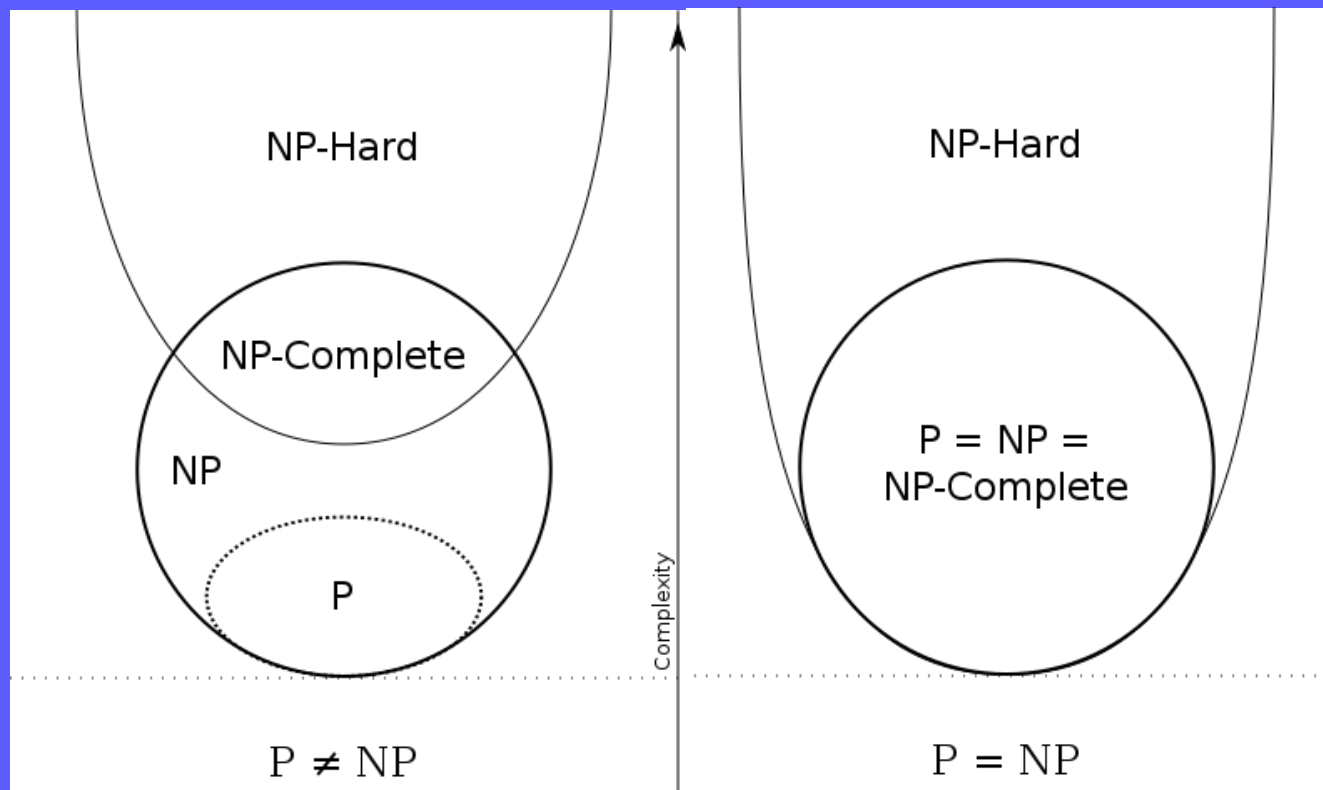 NP-Hard
NP-Complete
NP
P
P ≠ NP
Complexity
NP-Hard
P = NP =
NP-Complete
P = NP